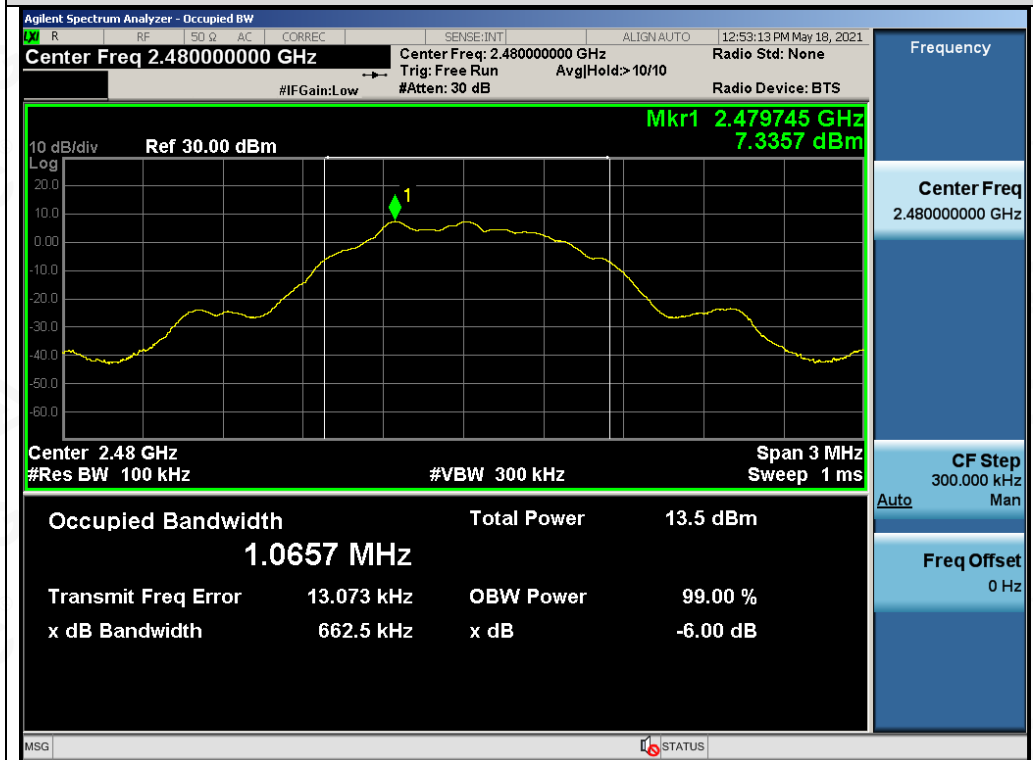 Agilent Spectrum Analyzer - Occupied BW
LXI R RF 50 Ω AC CORREC SENSE:INT ALIGN AUTO 12:53:13 PM May 18, 2021
Center Freq 2.480000000 GHz Center Freq: 2.480000000 GHz Radio Std: None
Trig: Free Run Avg|Hold:> 10/10
#IFGain:Low #Atten: 30 dB Radio Device: BTS
Frequency
Mkr1 2.479745 GHz
10 dB/div Ref 30.00 dBm 7.3357 dBm
Log
20.0
10.0
0.00
-10.0
-20.0
-30.0
-40.0
-50.0
-60.0
1
Center 2.48 GHz Span 3 MHz
#Res BW 100 kHz #VBW 300 kHz Sweep 1 ms
Occupied Bandwidth Total Power 13.5 dBm
1.0657 MHz
Transmit Freq Error 13.073 kHz OBW Power 99.00 %
x dB Bandwidth 662.5 kHz x dB -6.00 dB
Center Freq
2.480000000 GHz
CF Step
300.000 kHz
Auto Man
Freq Offset
0 Hz
MSG STATUS